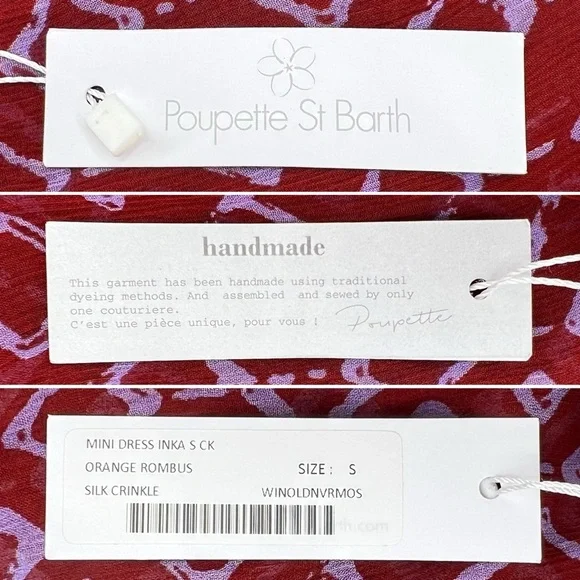 Poupette St Barth
handmade
This garment has been handmade using traditional
dyeing methods. And assembled and sewed by only
one couturiere.
C'est une pièce unique, pour vous !
Poupette
MINI DRESS INKA S CK
ORANGE ROMBUS SIZE : S
SILK CRINKLE WINOLDNVRMOS
rth.com